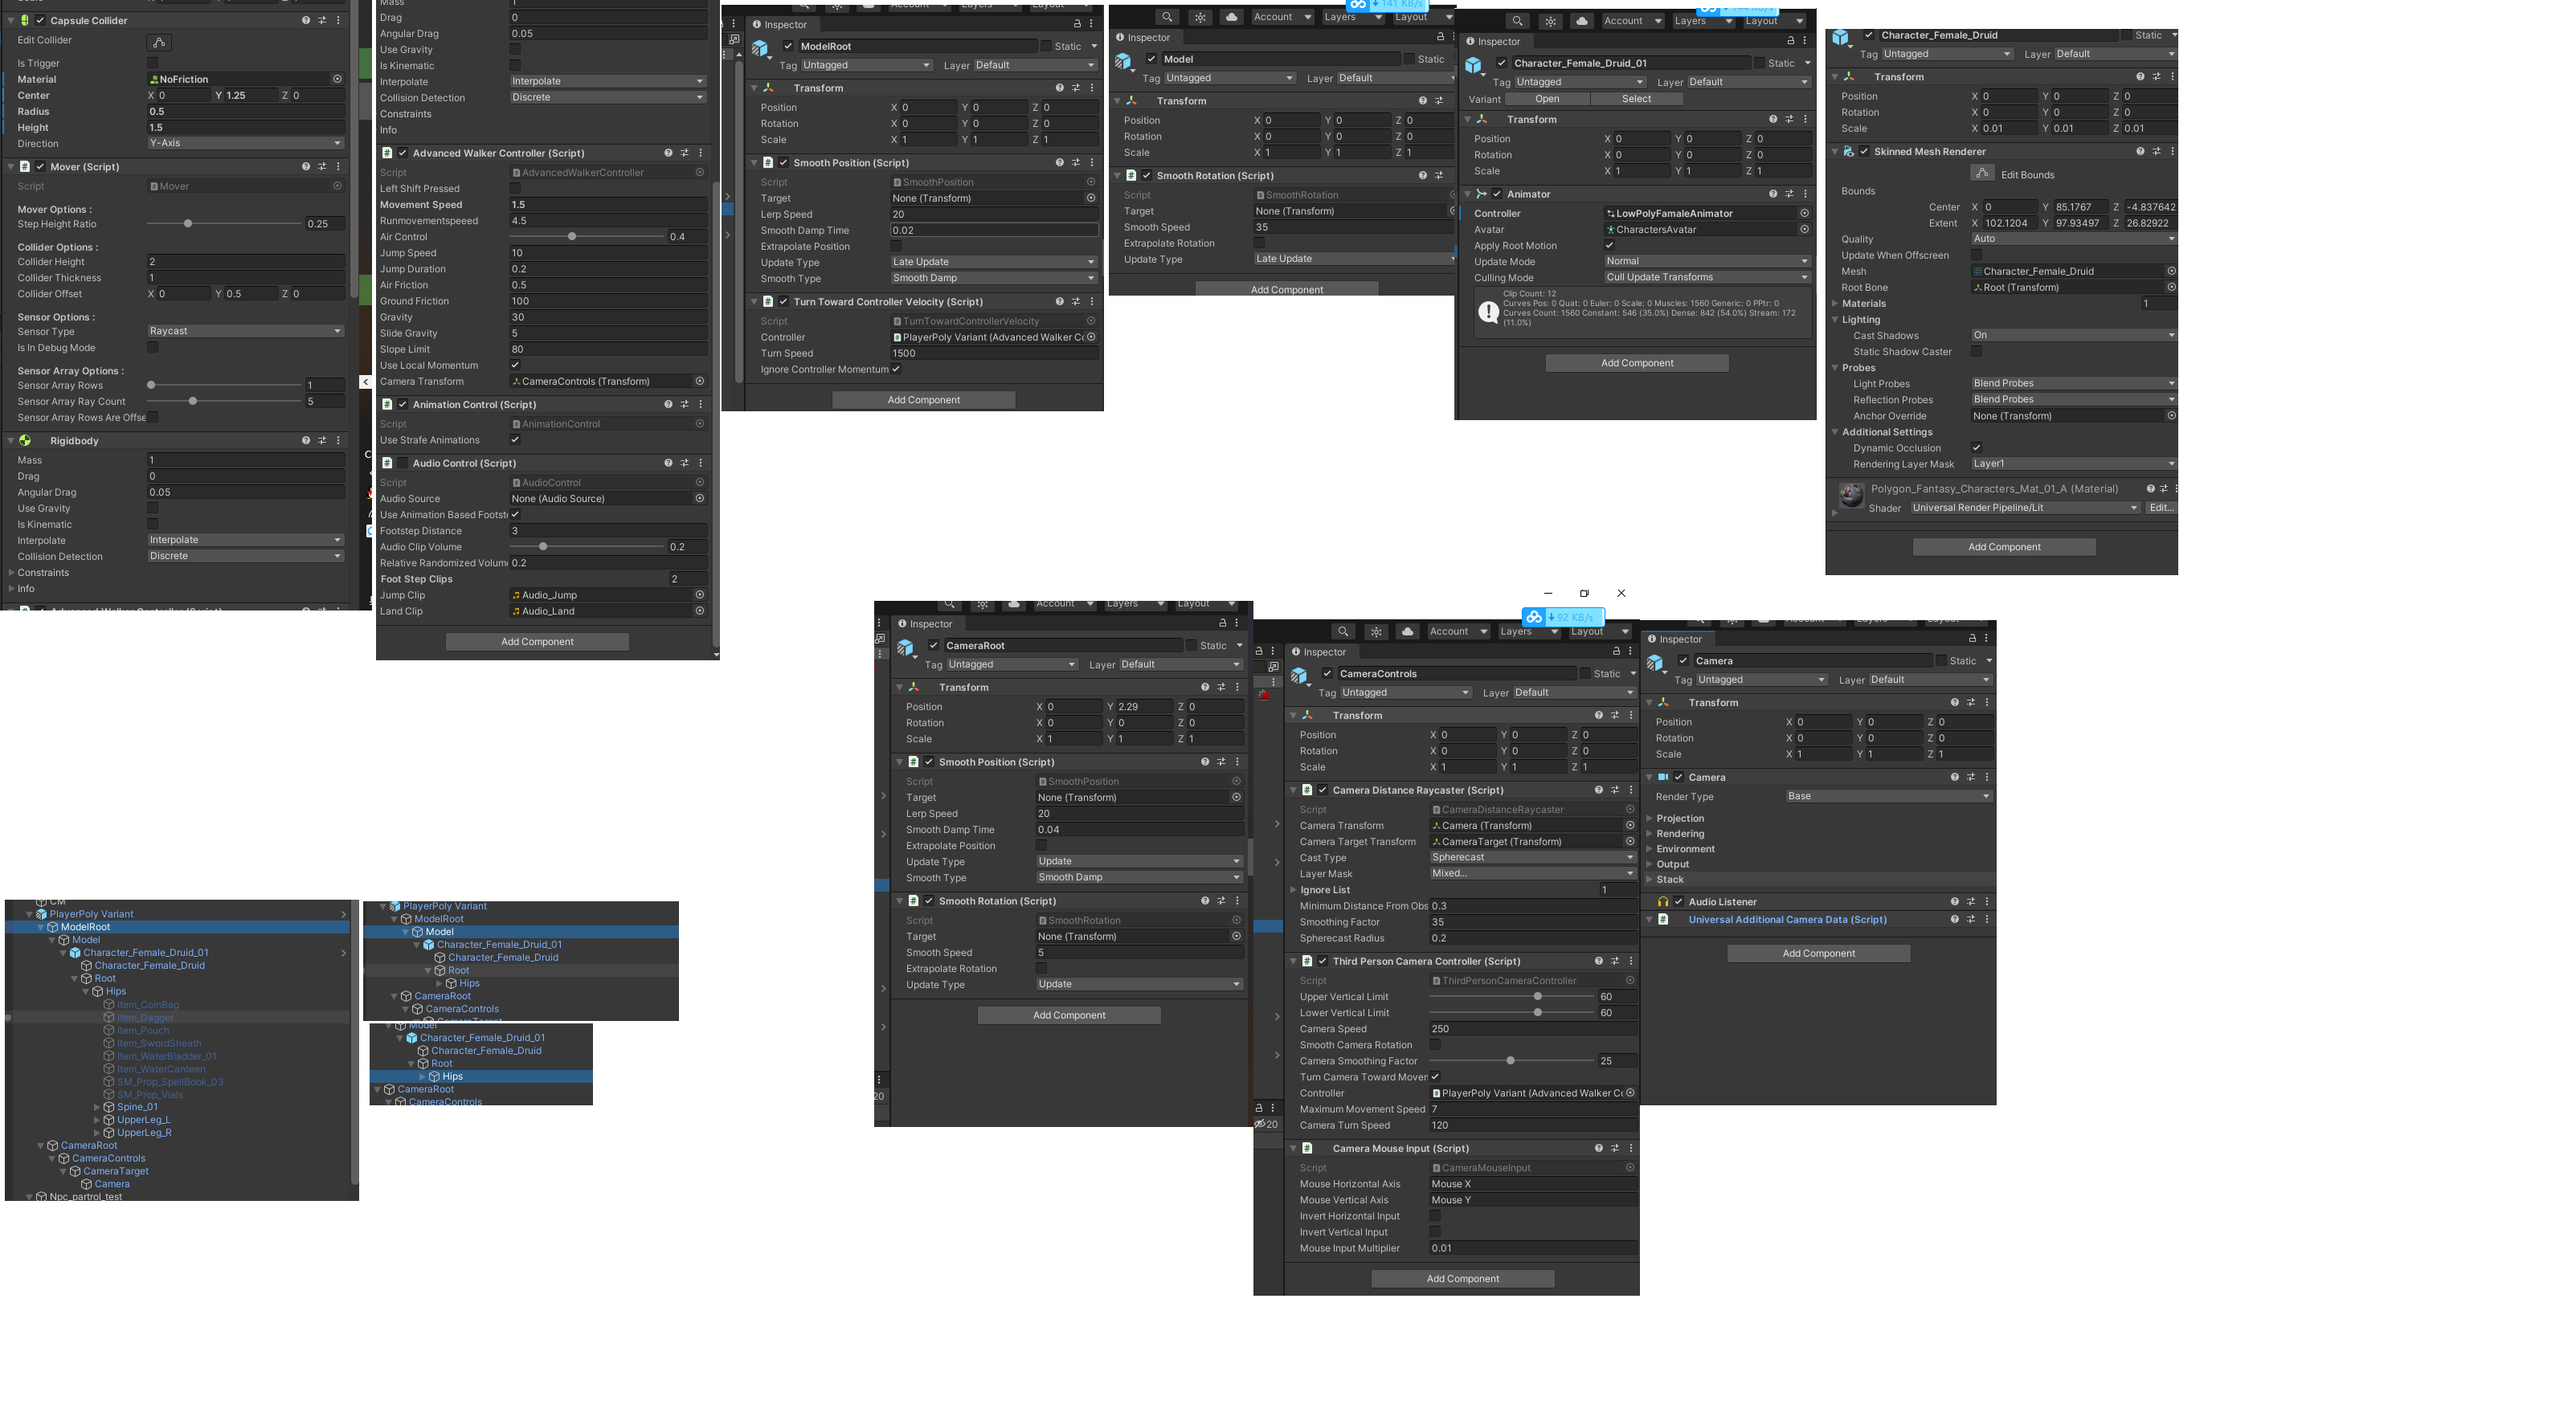 Capsule Collider
Edit Collider
Is Trigger
Material NoFriction
Center X 0 Y 1.25 Z 0
Radius 0.5
Height 1.5
Direction Y-Axis
Mover (Script)
Script Mover
Mover Options :
Step Height Ratio 0.25
Collider Options :
Collider Height 2
Collider Thickness 1
Collider Offset X 0 Y 0.5 Z 0
Sensor Options :
Sensor Type Raycast
Is In Debug Mode
Sensor Array Options :
Sensor Array Rows 1
Sensor Array Ray Count 5
Sensor Array Rows Are Offse
Rigidbody
Mass 1
Drag 0
Angular Drag 0.05
Use Gravity
Is Kinematic
Interpolate Interpolate
Collision Detection Discrete
Constraints
Info
Mass 1
Drag 0
Angular Drag 0.05
Use Gravity
Is Kinematic
Interpolate Interpolate
Collision Detection Discrete
Constraints
Info
Advanced Walker Controller (Script)
Script AdvancedWalkerController
Left Shift Pressed
Movement Speed 1.5
Runmovementspeeed 4.5
Air Control 0.4
Jump Speed 10
Jump Duration 0.2
Air Friction 0.5
Ground Friction 100
Gravity 30
Slide Gravity 5
Slope Limit 80
Use Local Momentum
Camera Transform CameraControls (Transform)
Animation Control (Script)
Script AnimationControl
Use Strafe Animations
Audio Control (Script)
Script AudioControl
Audio Source None (Audio Source)
Use Animation Based Footste
Footstep Distance 3
Audio Clip Volume 0.2
Relative Randomized Volum 0.2
Foot Step Clips 2
Jump Clip Audio_Jump
Land Clip Audio_Land
Add Component
Account Layers Layout
Inspector
ModelRoot Static
Tag Untagged Layer Default
Transform
Position X 0 Y 0 Z 0
Rotation X 0 Y 0 Z 0
Scale X 1 Y 1 Z 1
Smooth Position (Script)
Script SmoothPosition
Target None (Transform)
Lerp Speed 20
Smooth Damp Time 0.02
Extrapolate Position
Update Type Late Update
Smooth Type Smooth Damp
Turn Toward Controller Velocity (Script)
Script TurnTowardControllerVelocity
Controller PlayerPoly Variant (Advanced Walker Co
Turn Speed 1500
Ignore Controller Momentum
Add Component
141 KB/s
Account Layers Layout
Inspector
Model Static
Tag Untagged Layer Default
Transform
Position X 0 Y 0 Z 0
Rotation X 0 Y 0 Z 0
Scale X 1 Y 1 Z 1
Smooth Rotation (Script)
Script SmoothRotation
Target None (Transform)
Smooth Speed 35
Extrapolate Rotation
Update Type Late Update
Add Component
Account Layers Layout
Inspector
Character_Female_Druid_01 Static
Tag Untagged Layer Default
Variant Open Select
Transform
Position X 0 Y 0 Z 0
Rotation X 0 Y 0 Z 0
Scale X 1 Y 1 Z 1
Animator
Controller LowPolyFamaleAnimator
Avatar CharactersAvatar
Apply Root Motion
Update Mode Normal
Culling Mode Cull Update Transforms
Clip Count: 12
Curves Pos: 0 Quat: 0 Euler: 0 Scale: 0 Muscles: 1560 Generic: 0 PPtr: 0
Curves Count: 1560 Constant: 546 (35.0%) Dense: 842 (54.0%) Stream: 172
(11.0%)
Add Component
Character_Female_Druid Static
Tag Untagged Layer Default
Transform
Position X 0 Y 0 Z 0
Rotation X 0 Y 0 Z 0
Scale X 0.01 Y 0.01 Z 0.01
Skinned Mesh Renderer
Edit Bounds
Bounds
Center X 0 Y 85.1767 Z -4.837642
Extent X 102.1204 Y 97.93497 Z 26.82922
Quality Auto
Update When Offscreen
Mesh Character_Female_Druid
Root Bone Root (Transform)
Materials 1
Lighting
Cast Shadows On
Static Shadow Caster
Probes
Light Probes Blend Probes
Reflection Probes Blend Probes
Anchor Override None (Transform)
Additional Settings
Dynamic Occlusion
Rendering Layer Mask Layer1
Polygon_Fantasy_Characters_Mat_01_A (Material)
Shader Universal Render Pipeline/Lit Edit...
Add Component
Account Layers Layout
Inspector
CameraRoot Static
Tag Untagged Layer Default
Transform
Position X 0 Y 2.29 Z 0
Rotation X 0 Y 0 Z 0
Scale X 1 Y 1 Z 1
Smooth Position (Script)
Script SmoothPosition
Target None (Transform)
Lerp Speed 20
Smooth Damp Time 0.04
Extrapolate Position
Update Type Update
Smooth Type Smooth Damp
Smooth Rotation (Script)
Script SmoothRotation
Target None (Transform)
Smooth Speed 5
Extrapolate Rotation
Update Type Update
Add Component
20
92 KB/s
Account Layers Layout
Inspector
CameraControls Static
Tag Untagged Layer Default
Transform
Position X 0 Y 0 Z 0
Rotation X 0 Y 0 Z 0
Scale X 1 Y 1 Z 1
Camera Distance Raycaster (Script)
Script CameraDistanceRaycaster
Camera Transform Camera (Transform)
Camera Target Transform CameraTarget (Transform)
Cast Type Spherecast
Layer Mask Mixed...
Ignore List 1
Minimum Distance From Obs 0.3
Smoothing Factor 35
Spherecast Radius 0.2
Third Person Camera Controller (Script)
Script ThirdPersonCameraController
Upper Vertical Limit 60
Lower Vertical Limit 60
Camera Speed 250
Smooth Camera Rotation
Camera Smoothing Factor 25
Turn Camera Toward Mover
Controller PlayerPoly Variant (Advanced Walker Co
Maximum Movement Speed 7
Camera Turn Speed 120
Camera Mouse Input (Script)
Script CameraMouseInput
Mouse Horizontal Axis Mouse X
Mouse Vertical Axis Mouse Y
Invert Horizontal Input
Invert Vertical Input
Mouse Input Multiplier 0.01
Add Component
20
Inspector
Camera Static
Tag Untagged Layer Default
Transform
Position X 0 Y 0 Z 0
Rotation X 0 Y 0 Z 0
Scale X 1 Y 1 Z 1
Camera
Render Type Base
Projection
Rendering
Environment
Output
Stack
Audio Listener
Universal Additional Camera Data (Script)
Add Component
CM
PlayerPoly Variant
ModelRoot
Model
Character_Female_Druid_01
Character_Female_Druid
Root
Hips
Item_CoinBag
Item_Dagger
Item_Pouch
Item_SwordSheath
Item_WaterBladder_01
Item_WaterCanteen
SM_Prop_SpellBook_03
SM_Prop_Vials
Spine_01
UpperLeg_L
UpperLeg_R
CameraRoot
CameraControls
CameraTarget
Camera
Npc_partrol_test
PlayerPoly Variant
ModelRoot
Model
Character_Female_Druid_01
Character_Female_Druid
Root
Hips
CameraRoot
CameraControls
CameraTarget
Model
Character_Female_Druid_01
Character_Female_Druid
Root
Hips
CameraRoot
CameraControls